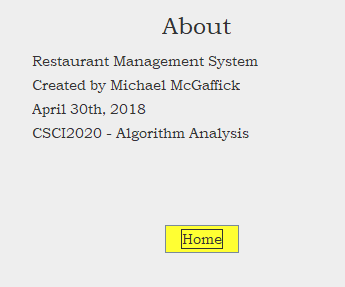 About
Restaurant Management System
Created by Michael McGaffick
April 30th, 2018
CSCI2020 - Algorithm Analysis
Home